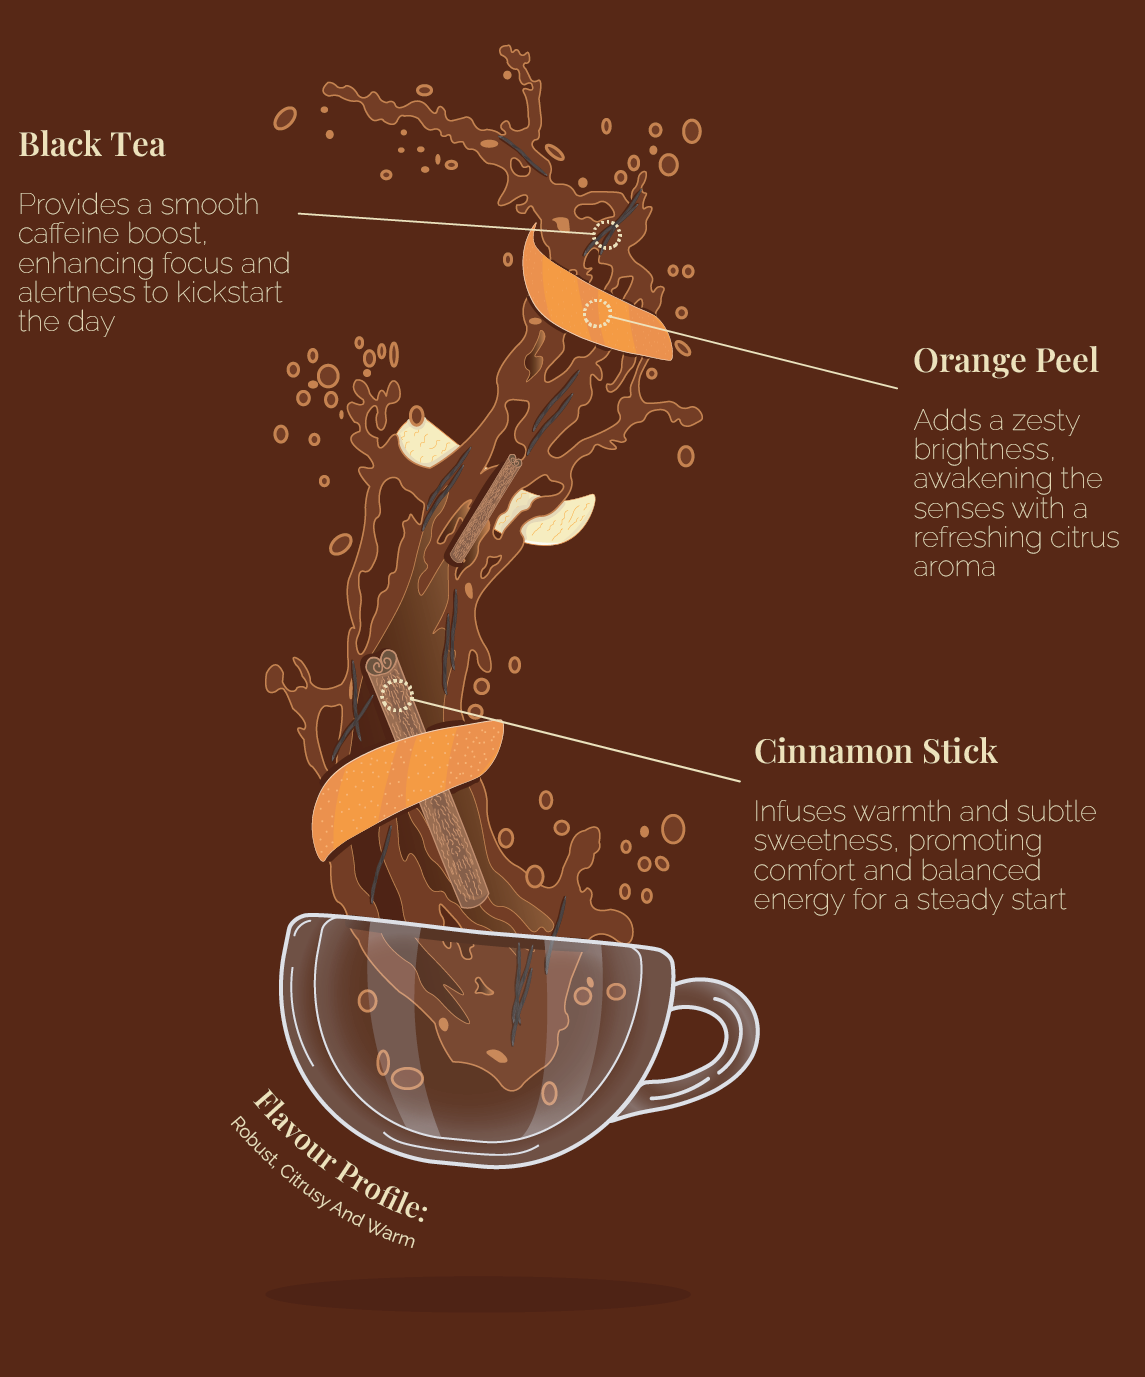 Black Tea
Provides a smooth
caffeine boost,
enhancing focus and
alertness to kickstart
the day
Orange Peel
Adds a zesty
brightness,
awakening the
senses with a
refreshing citrus
aroma
Cinnamon Stick
Infuses warmth and subtle
sweetness, promoting
comfort and balanced
energy for a steady start
Flavour Profile:
Robust, Citrusy And Warm